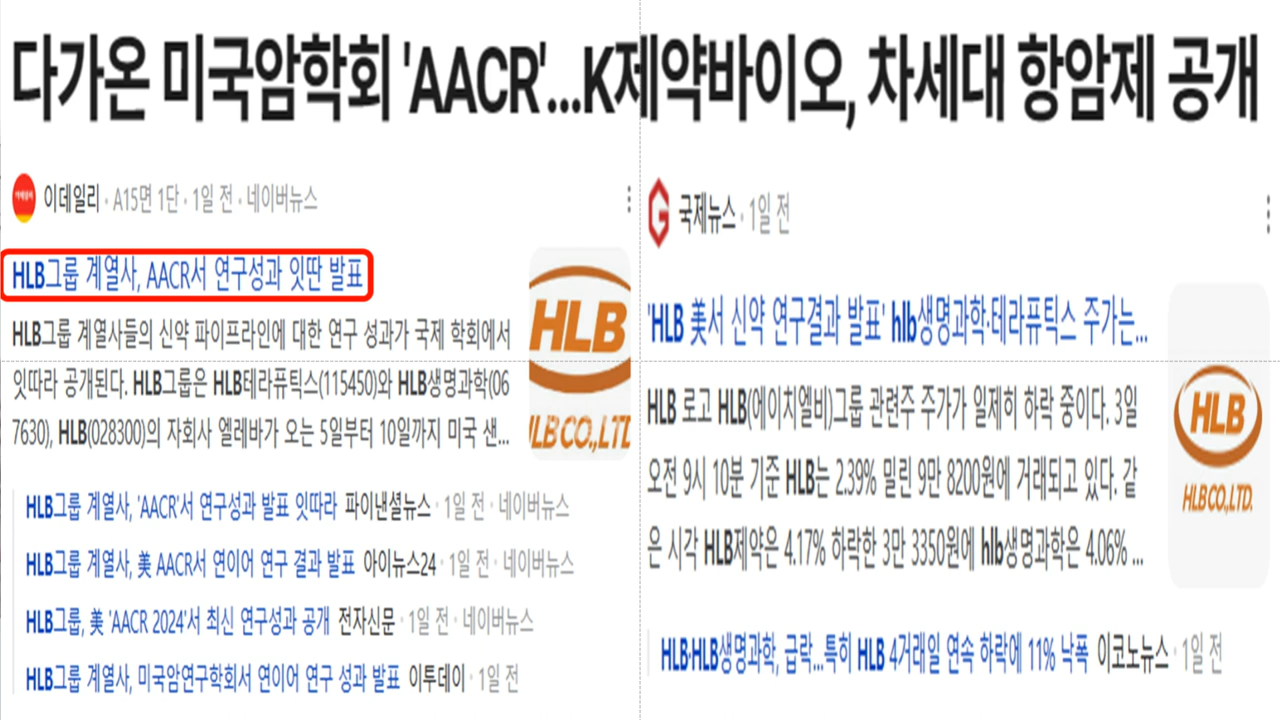 다가온 미국암학회 'AACR'...K제약바이오, 차세대 항암제 공개
이데일리 · A15면 1단 · 1일 전 · 네이버뉴스
HLB그룹 계열사, AACR서 연구성과 잇딴 발표
HLB그룹 계열사들의 신약 파이프라인에 대한 연구 성과가 국제 학회에서
잇따라 공개된다. HLB그룹은 HLB테라퓨틱스(115450)와 HLB생명과학(06
7630), HLB(028300)의 자회사 엘레바가 오는 5일부터 10일까지 미국 샌...
HLB
HLB CO.,LTD
HLB그룹 계열사, 'AACR'서 연구성과 발표 잇따라 파이낸셜뉴스 · 1일 전 · 네이버뉴스
HLB그룹 계열사, 美 AACR서 연이어 연구 결과 발표 아이뉴스24 · 1일 전 · 네이버뉴스
HLB그룹, 美 'AACR 2024'서 최신 연구성과 공개 전자신문 · 1일 전 · 네이버뉴스
HLB그룹 계열사, 미국암연구학회서 연이어 연구 성과 발표 이투데이 · 1일 전
국제뉴스 · 1일 전
'HLB 美서 신약 연구결과 발표' hlb생명과학·테라퓨틱스 주가는...
HLB 로고 HLB(에이치엘비)그룹 관련주 주가가 일제히 하락 중이다. 3일
오전 9시 10분 기준 HLB는 2.39% 밀린 9만 8200원에 거래되고 있다. 같
은 시각 HLB제약은 4.17% 하락한 3만 3350원에 hlb생명과학은 4.06% ...
HLB
HLB CO.,LTD.
HLB·HLB생명과학, 급락...특히 HLB 4거래일 연속 하락에 11% 낙폭 이코노뉴스 · 1일 전